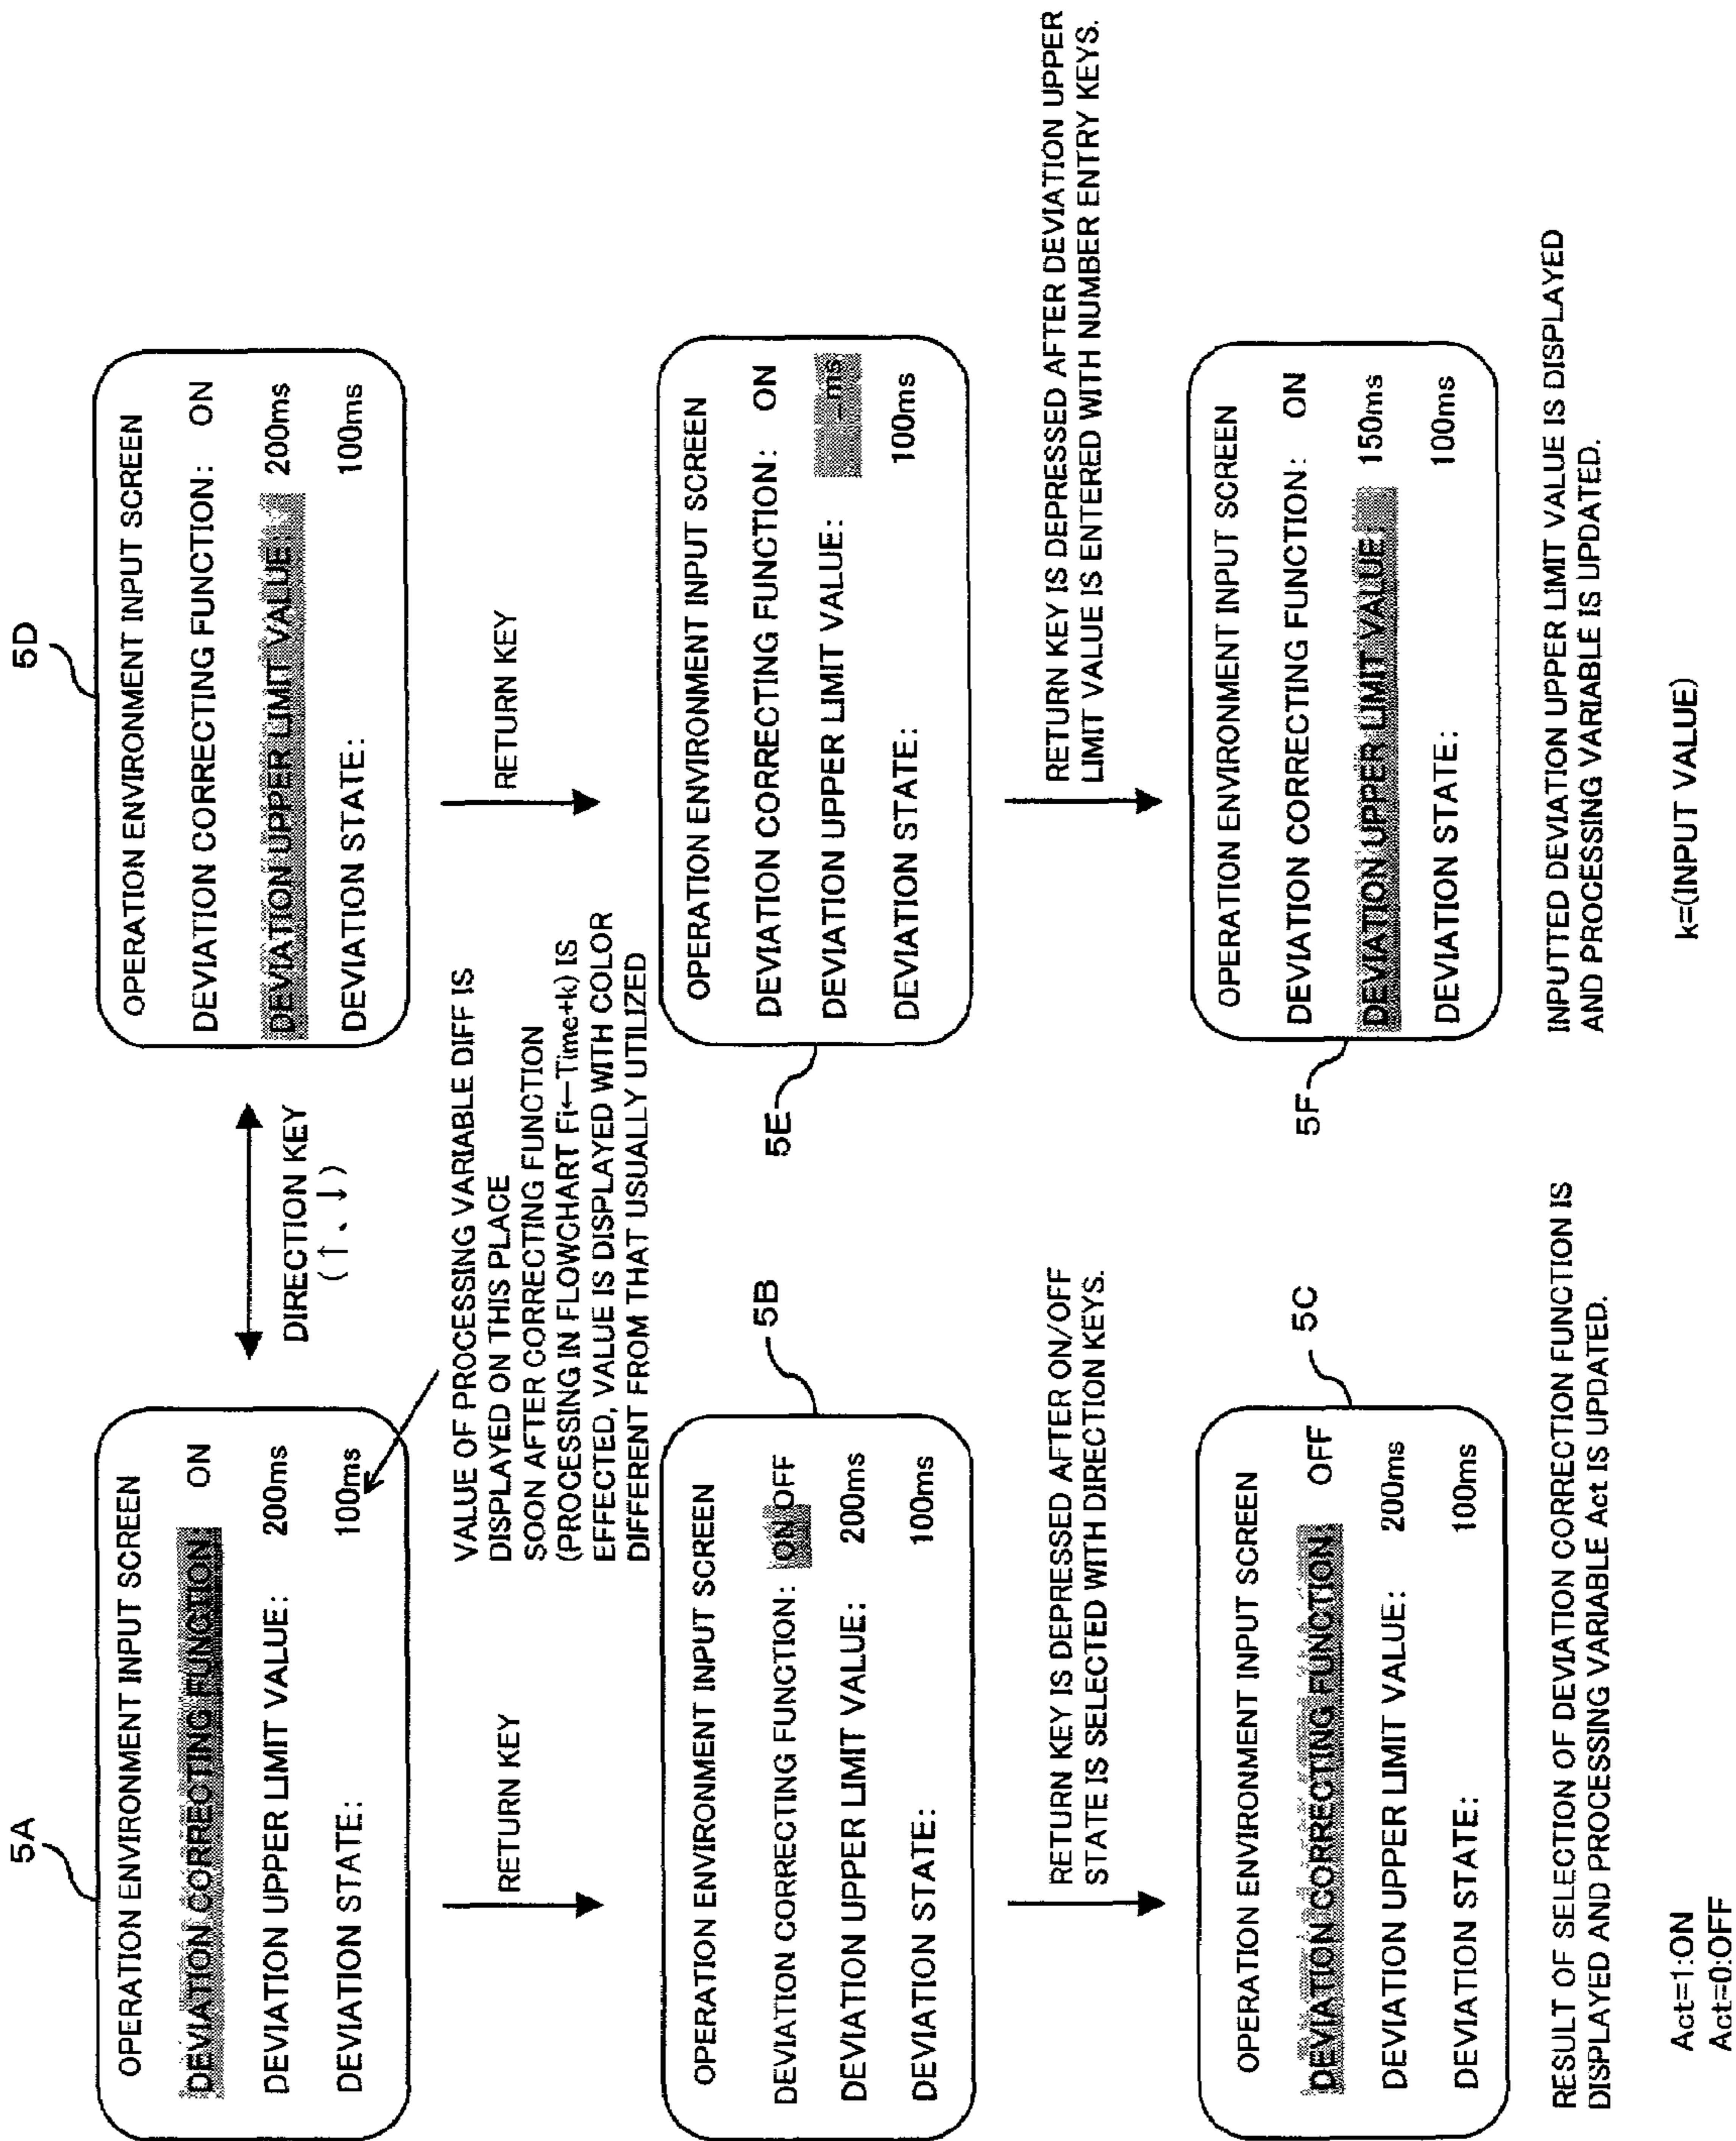 5A
OPERATION ENVIRONMENT INPUT SCREEN
DEVIATION CORRECTING FUNCTION: ON
DEVIATION UPPER LIMIT VALUE: 200ms
DEVIATION STATE: 100ms
DIRECTION KEY
(↑、↓)
5D
OPERATION ENVIRONMENT INPUT SCREEN
DEVIATION CORRECTING FUNCTION: ON
DEVIATION UPPER LIMIT VALUE: 200ms
DEVIATION STATE: 100ms
RETURN KEY
VALUE OF PROCESSING VARIABLE DIFF IS
DISPLAYED ON THIS PLACE
SOON AFTER CORRECTING FUNCTION
(PROCESSING IN FLOWCHART Fi←Time+k) IS
EFFECTED, VALUE IS DISPLAYED WITH COLOR
DIFFERENT FROM THAT USUALLY UTILIZED
RETURN KEY
5B
OPERATION ENVIRONMENT INPUT SCREEN
DEVIATION CORRECTING FUNCTION: ON OFF
DEVIATION UPPER LIMIT VALUE: 200ms
DEVIATION STATE: 100ms
5E
OPERATION ENVIRONMENT INPUT SCREEN
DEVIATION CORRECTING FUNCTION: ON
DEVIATION UPPER LIMIT VALUE: _ms
DEVIATION STATE: 100ms
RETURN KEY IS DEPRESSED AFTER ON/OFF
STATE IS SELECTED WITH DIRECTION KEYS.
RETURN KEY IS DEPRESSED AFTER DEVIATION UPPER
LIMIT VALUE IS ENTERED WITH NUMBER ENTRY KEYS.
5C
OPERATION ENVIRONMENT INPUT SCREEN
DEVIATION CORRECTING FUNCTION: OFF
DEVIATION UPPER LIMIT VALUE: 200ms
DEVIATION STATE: 100ms
5F
OPERATION ENVIRONMENT INPUT SCREEN
DEVIATION CORRECTING FUNCTION: ON
DEVIATION UPPER LIMIT VALUE: 150ms
DEVIATION STATE: 100ms
RESULT OF SELECTION OF DEVIATION CORRECTION FUNCTION IS
DISPLAYED AND PROCESSING VARIABLE Act IS UPDATED.
INPUTTED DEVIATION UPPER LIMIT VALUE IS DISPLAYED
AND PROCESSING VARIABLE IS UPDATED.
Act=1:ON
Act=0:OFF
k=(INPUT VALUE)